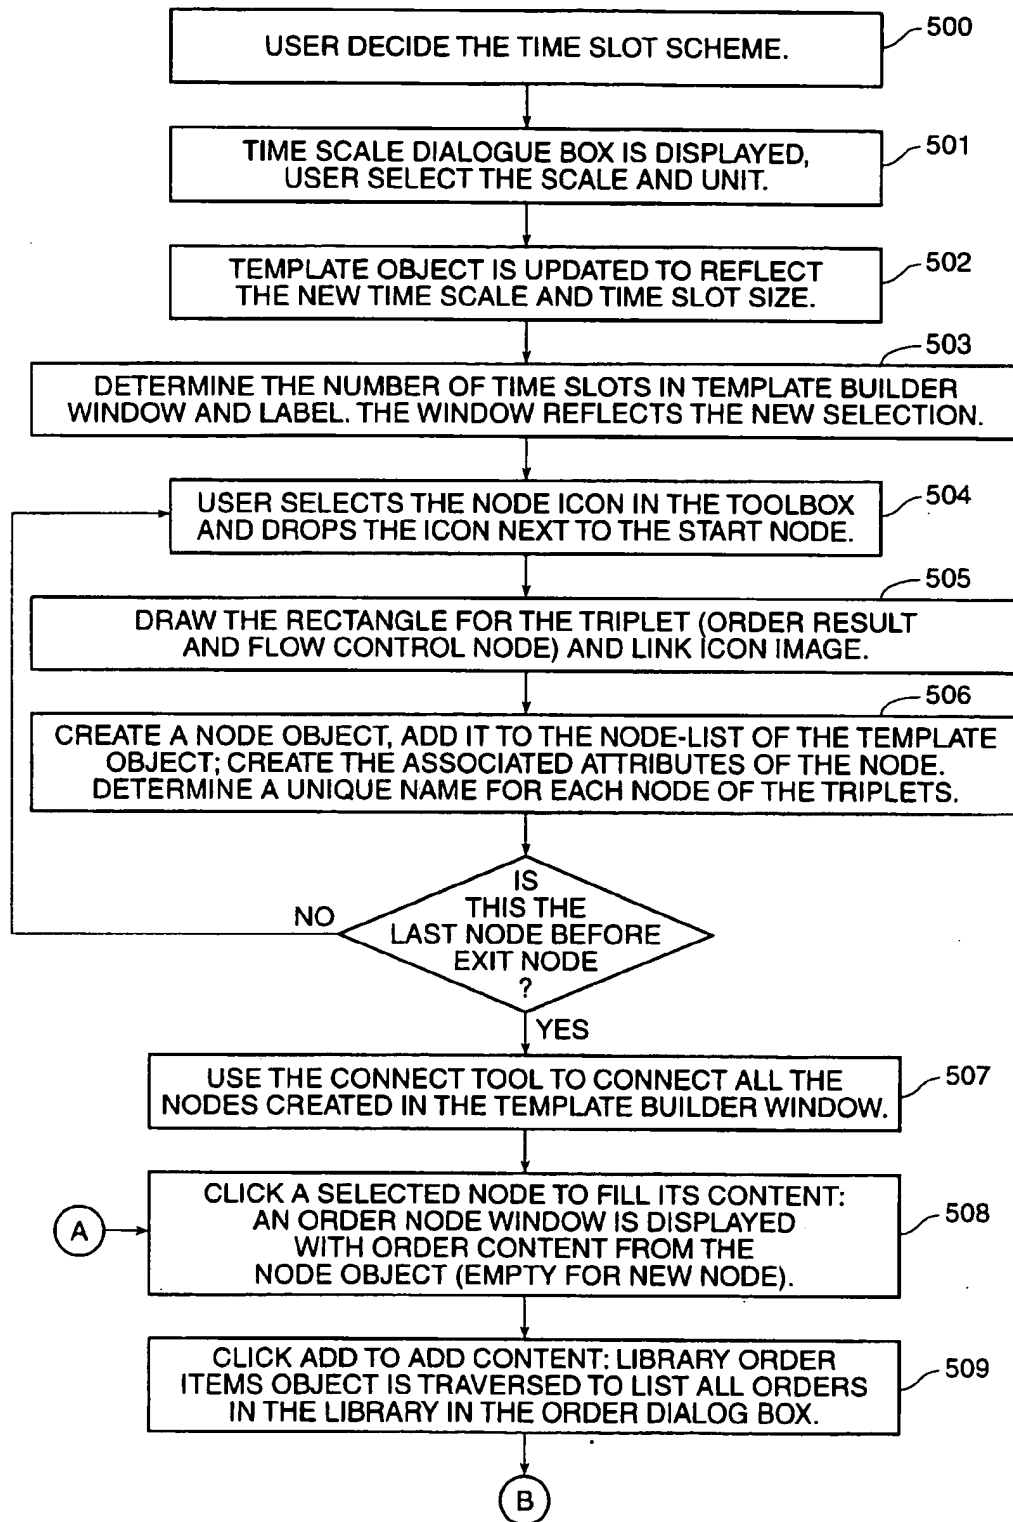 USER DECIDE THE TIME SLOT SCHEME.
500
TIME SCALE DIALOGUE BOX IS DISPLAYED,
USER SELECT THE SCALE AND UNIT.
501
TEMPLATE OBJECT IS UPDATED TO REFLECT
THE NEW TIME SCALE AND TIME SLOT SIZE.
502
503
DETERMINE THE NUMBER OF TIME SLOTS IN TEMPLATE BUILDER
WINDOW AND LABEL. THE WINDOW REFLECTS THE NEW SELECTION.
USER SELECTS THE NODE ICON IN THE TOOLBOX
AND DROPS THE ICON NEXT TO THE START NODE.
504
505
DRAW THE RECTANGLE FOR THE TRIPLET (ORDER RESULT
AND FLOW CONTROL NODE) AND LINK ICON IMAGE.
506
CREATE A NODE OBJECT, ADD IT TO THE NODE-LIST OF THE TEMPLATE
OBJECT; CREATE THE ASSOCIATED ATTRIBUTES OF THE NODE.
DETERMINE A UNIQUE NAME FOR EACH NODE OF THE TRIPLETS.
IS
THIS THE
LAST NODE BEFORE
EXIT NODE
?
NO
YES
USE THE CONNECT TOOL TO CONNECT ALL THE
NODES CREATED IN THE TEMPLATE BUILDER WINDOW.
507
A
CLICK A SELECTED NODE TO FILL ITS CONTENT:
AN ORDER NODE WINDOW IS DISPLAYED
WITH ORDER CONTENT FROM THE
NODE OBJECT (EMPTY FOR NEW NODE).
508
CLICK ADD TO ADD CONTENT: LIBRARY ORDER
ITEMS OBJECT IS TRAVERSED TO LIST ALL ORDERS
IN THE LIBRARY IN THE ORDER DIALOG BOX.
509
B